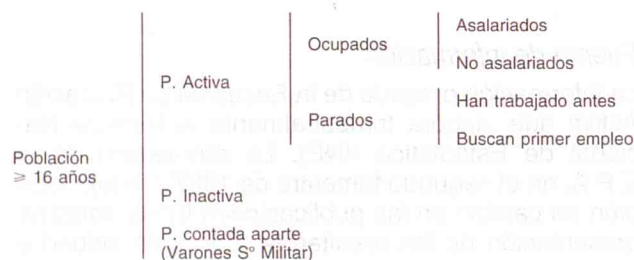 Población
≥ 16 años
P. Activa
Ocupados
Asalariados
No asalariados
Parados
Han trabajado antes
Buscan primer empleo
P. Inactiva
P. contada aparte
(Varones Sº Militar)